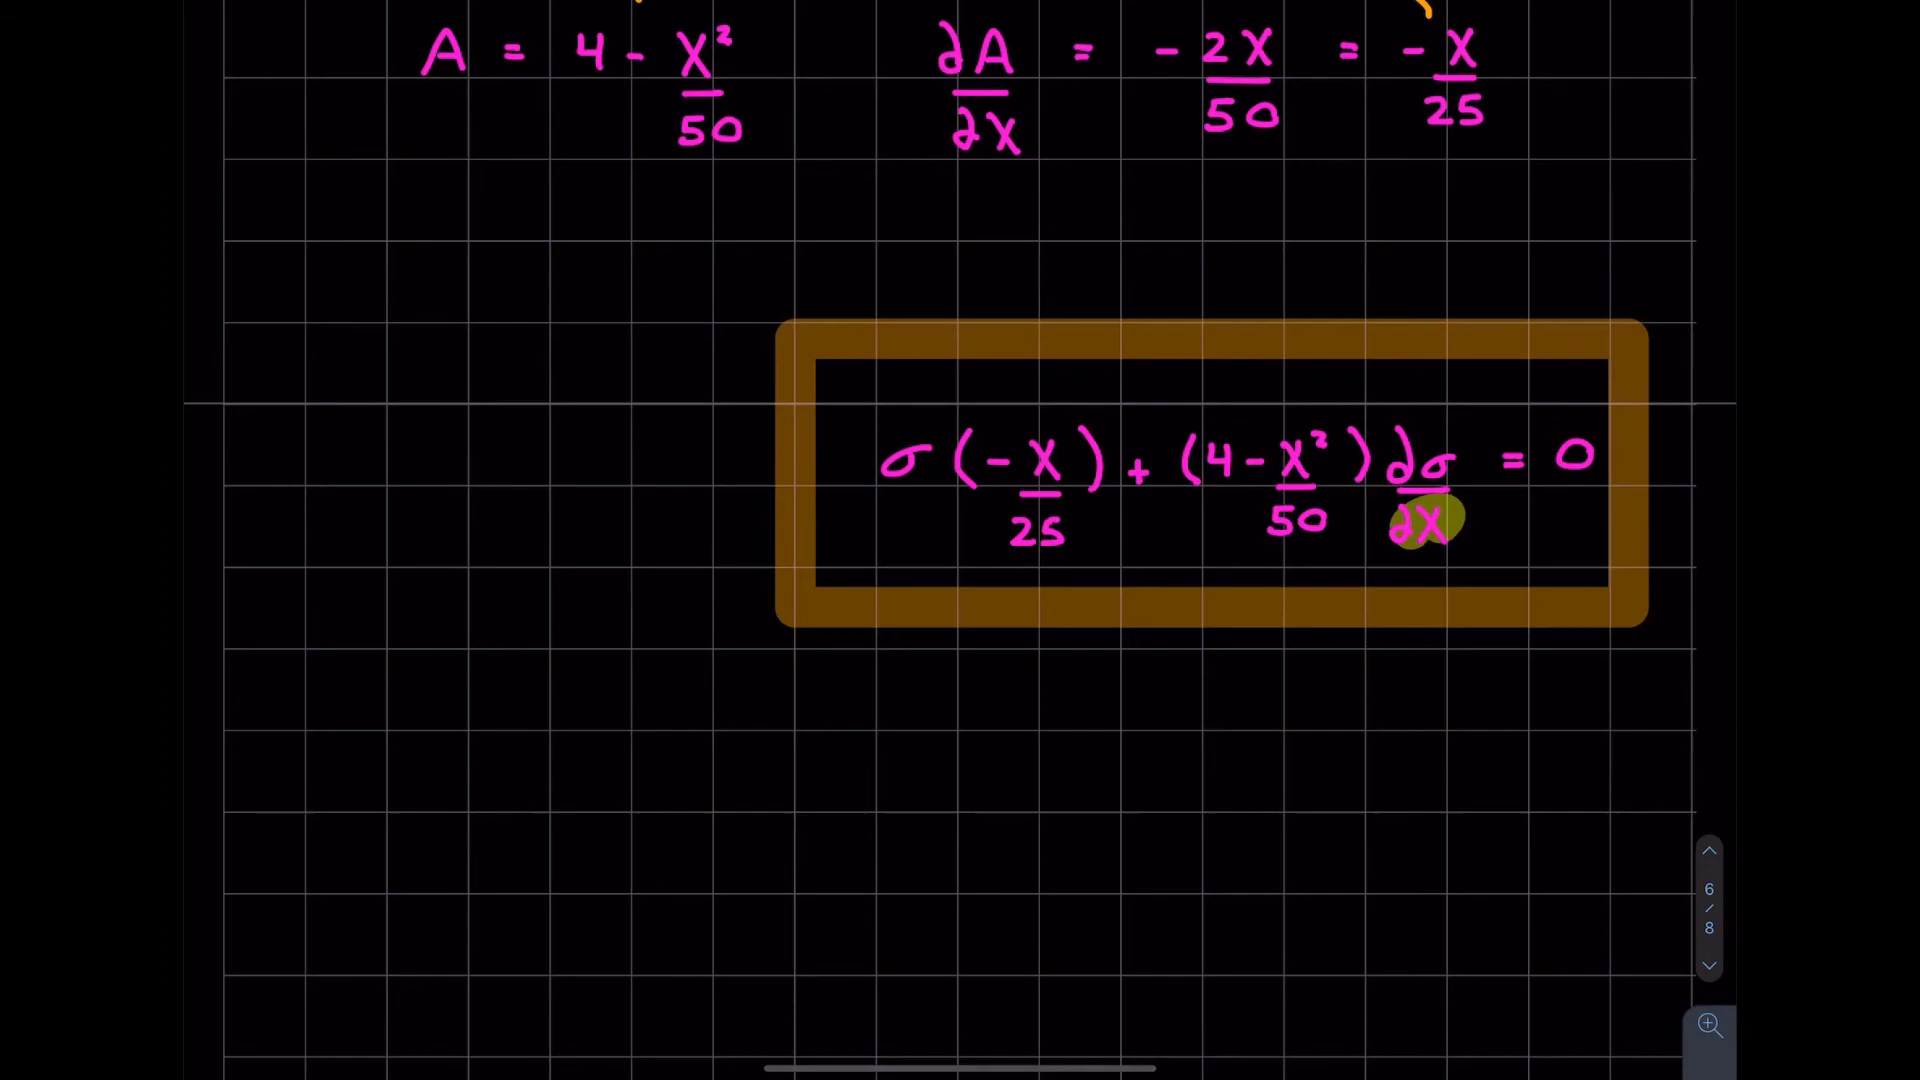 A = 4 - X²/50    ∂A/∂X = - 2X/50 = - X/25
σ (- X/25) + (4 - X²/50) ∂σ/∂X = 0
6
/
8